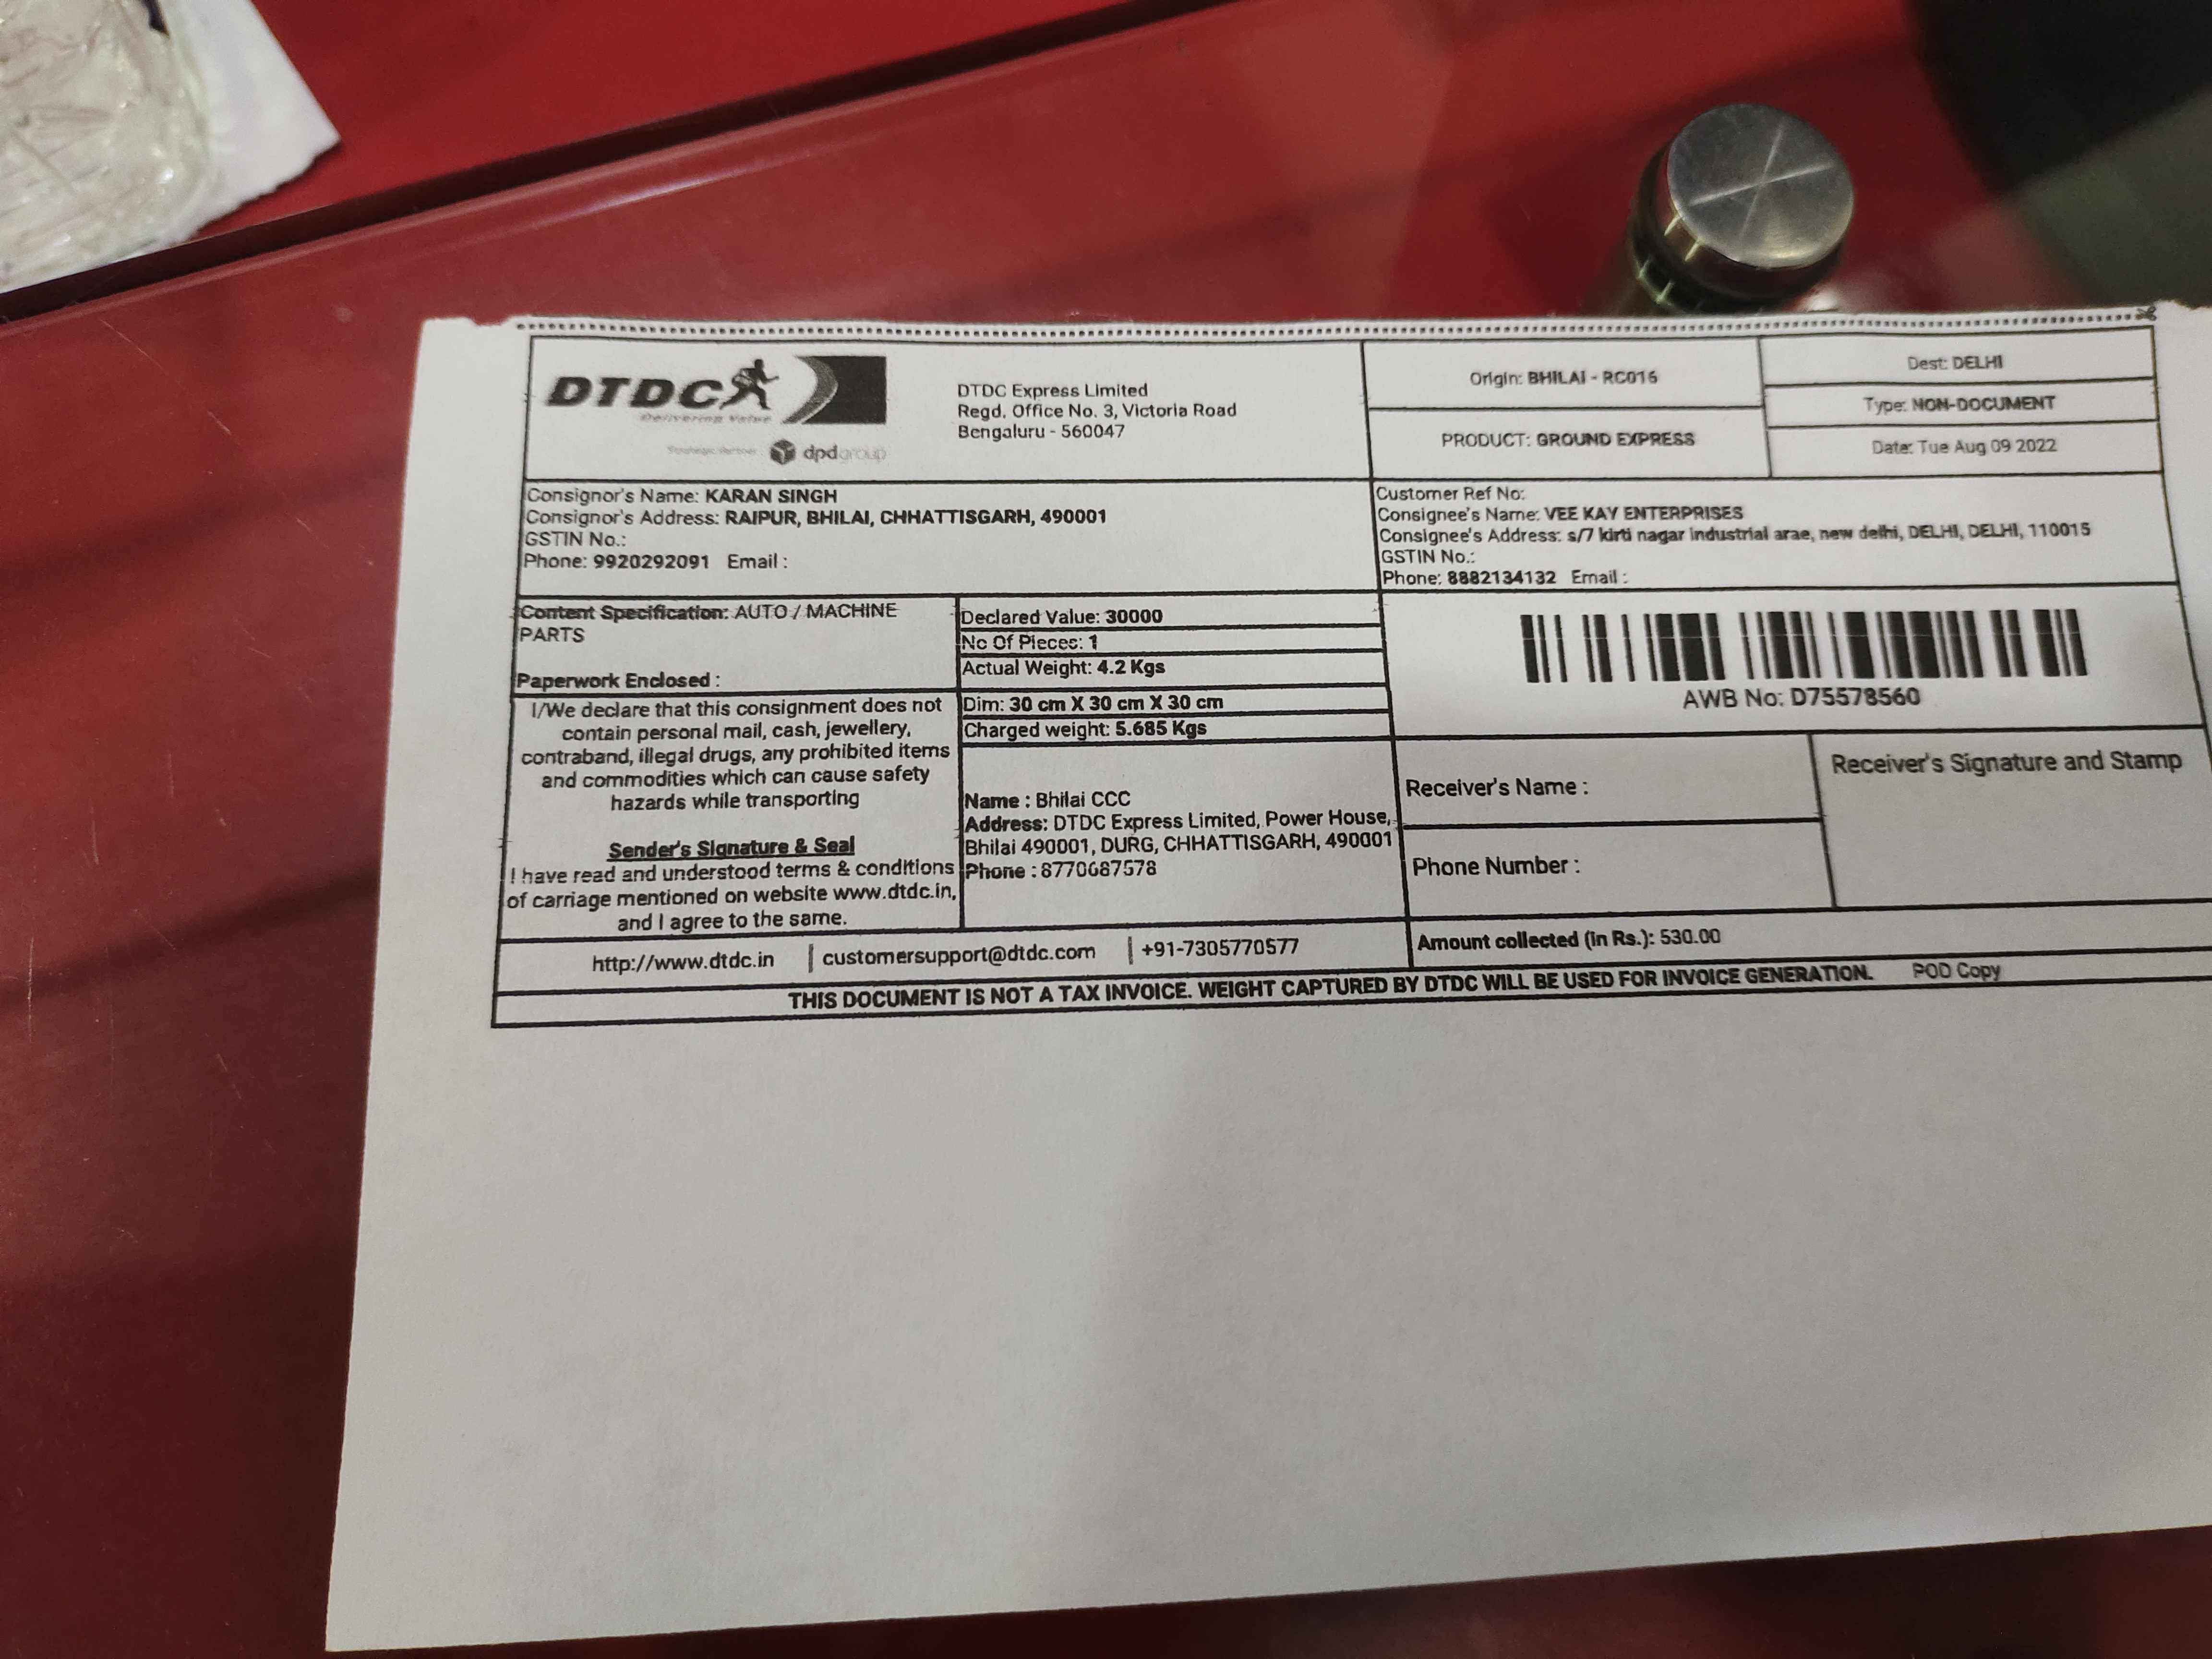 DTDC
Delivering Value
Strategic Partner dpdgroup
DTDC Express Limited
Regd. Office No. 3, Victoria Road
Bengaluru - 560047
Origin: BHILAI - RC016
PRODUCT: GROUND EXPRESS
Dest: DELHI
Type: NON-DOCUMENT
Date: Tue Aug 09 2022
Consignor's Name: KARAN SINGH
Consignor's Address: RAIPUR, BHILAI, CHHATTISGARH, 490001
GSTIN No.:
Phone: 9920292091 Email :
Customer Ref No:
Consignee's Name: VEE KAY ENTERPRISES
Consignee's Address: s/7 kirti nagar industrial arae, new delhi, DELHI, DELHI, 110015
GSTIN No.:
Phone: 8882134132 Email :
Content Specification: AUTO / MACHINE
PARTS
Paperwork Enclosed :
I/We declare that this consignment does not
contain personal mail, cash, jewellery,
contraband, illegal drugs, any prohibited items
and commodities which can cause safety
hazards while transporting
Sender's Signature & Seal
I have read and understood terms & conditions
of carriage mentioned on website www.dtdc.in,
and I agree to the same.
Declared Value: 30000
No Of Pieces: 1
Actual Weight: 4.2 Kgs
Dim: 30 cm X 30 cm X 30 cm
Charged weight: 5.685 Kgs
Name : Bhilai CCC
Address: DTDC Express Limited, Power House,
Bhilai 490001, DURG, CHHATTISGARH, 490001
Phone : 8770687578
AWB No: D75578560
Receiver's Name :
Phone Number :
Receiver's Signature and Stamp
http://www.dtdc.in | customersupport@dtdc.com | +91-7305770577
Amount collected (in Rs.): 530.00
THIS DOCUMENT IS NOT A TAX INVOICE. WEIGHT CAPTURED BY DTDC WILL BE USED FOR INVOICE GENERATION. POD Copy